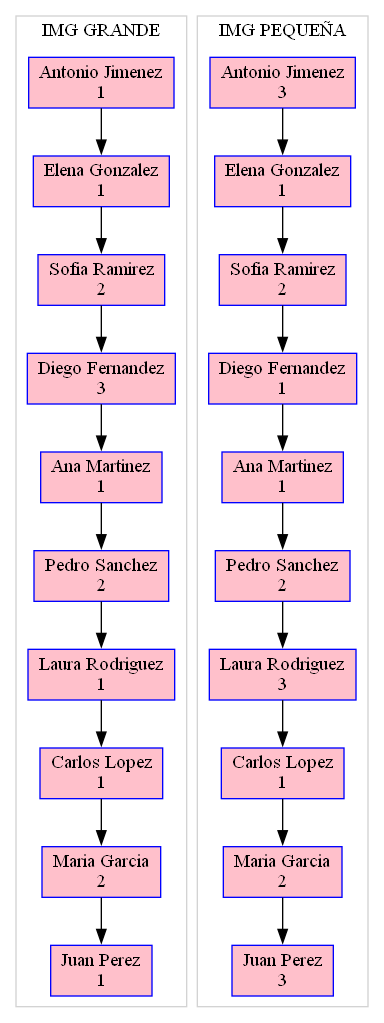 IMG GRANDE
Antonio Jimenez
1
Elena Gonzalez
1
Sofia Ramirez
2
Diego Fernandez
3
Ana Martinez
1
Pedro Sanchez
2
Laura Rodriguez
1
Carlos Lopez
1
Maria Garcia
2
Juan Perez
1
IMG PEQUEÑA
Antonio Jimenez
3
Elena Gonzalez
1
Sofia Ramirez
2
Diego Fernandez
1
Ana Martinez
1
Pedro Sanchez
2
Laura Rodriguez
3
Carlos Lopez
1
Maria Garcia
2
Juan Perez
3